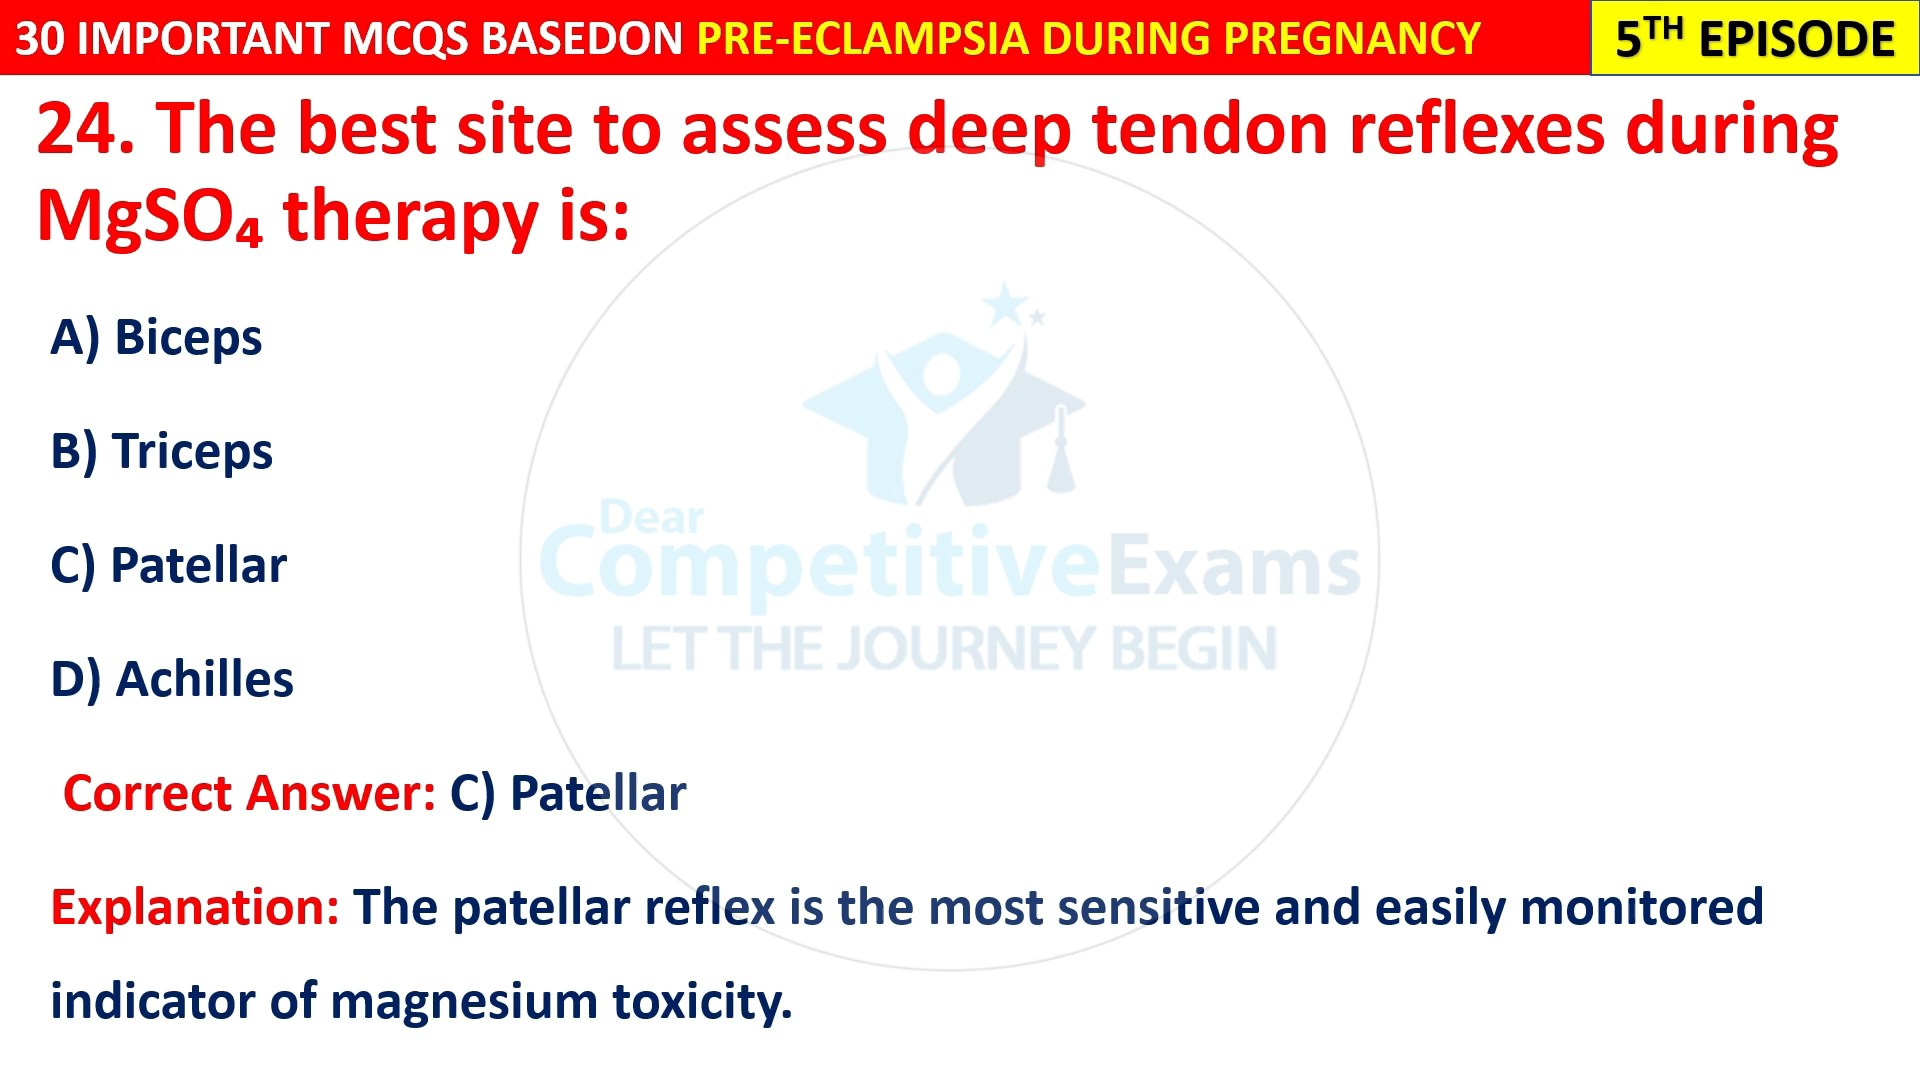 30 IMPORTANT MCQS BASEDON PRE-ECLAMPSIA DURING PREGNANCY
5TH EPISODE
24. The best site to assess deep tendon reflexes during
MgSO₄ therapy is:
A) Biceps
B) Triceps
C) Patellar
D) Achilles
Dear
CompetitiveExams
LET THE JOURNEY BEGIN
Correct Answer: C) Patellar
Explanation: The patellar reflex is the most sensitive and easily monitored
indicator of magnesium toxicity.